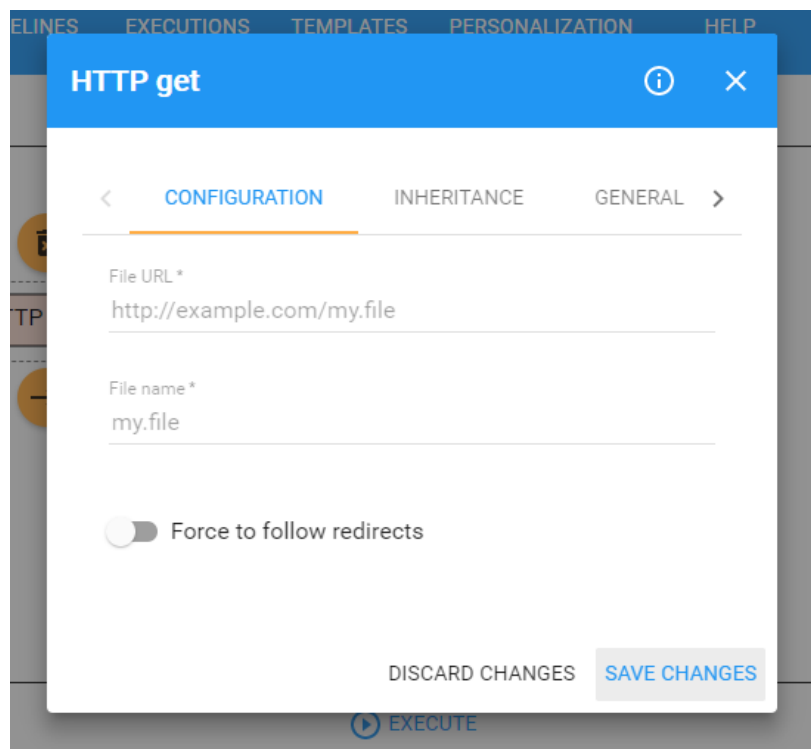 ELINES EXECUTIONS TEMPLATES PERSONALIZATION HELP
HTTP get
CONFIGURATION INHERITANCE GENERAL
File URL *
http://example.com/my.file
TP
File name *
my.file
Force to follow redirects
DISCARD CHANGES SAVE CHANGES
EXECUTE